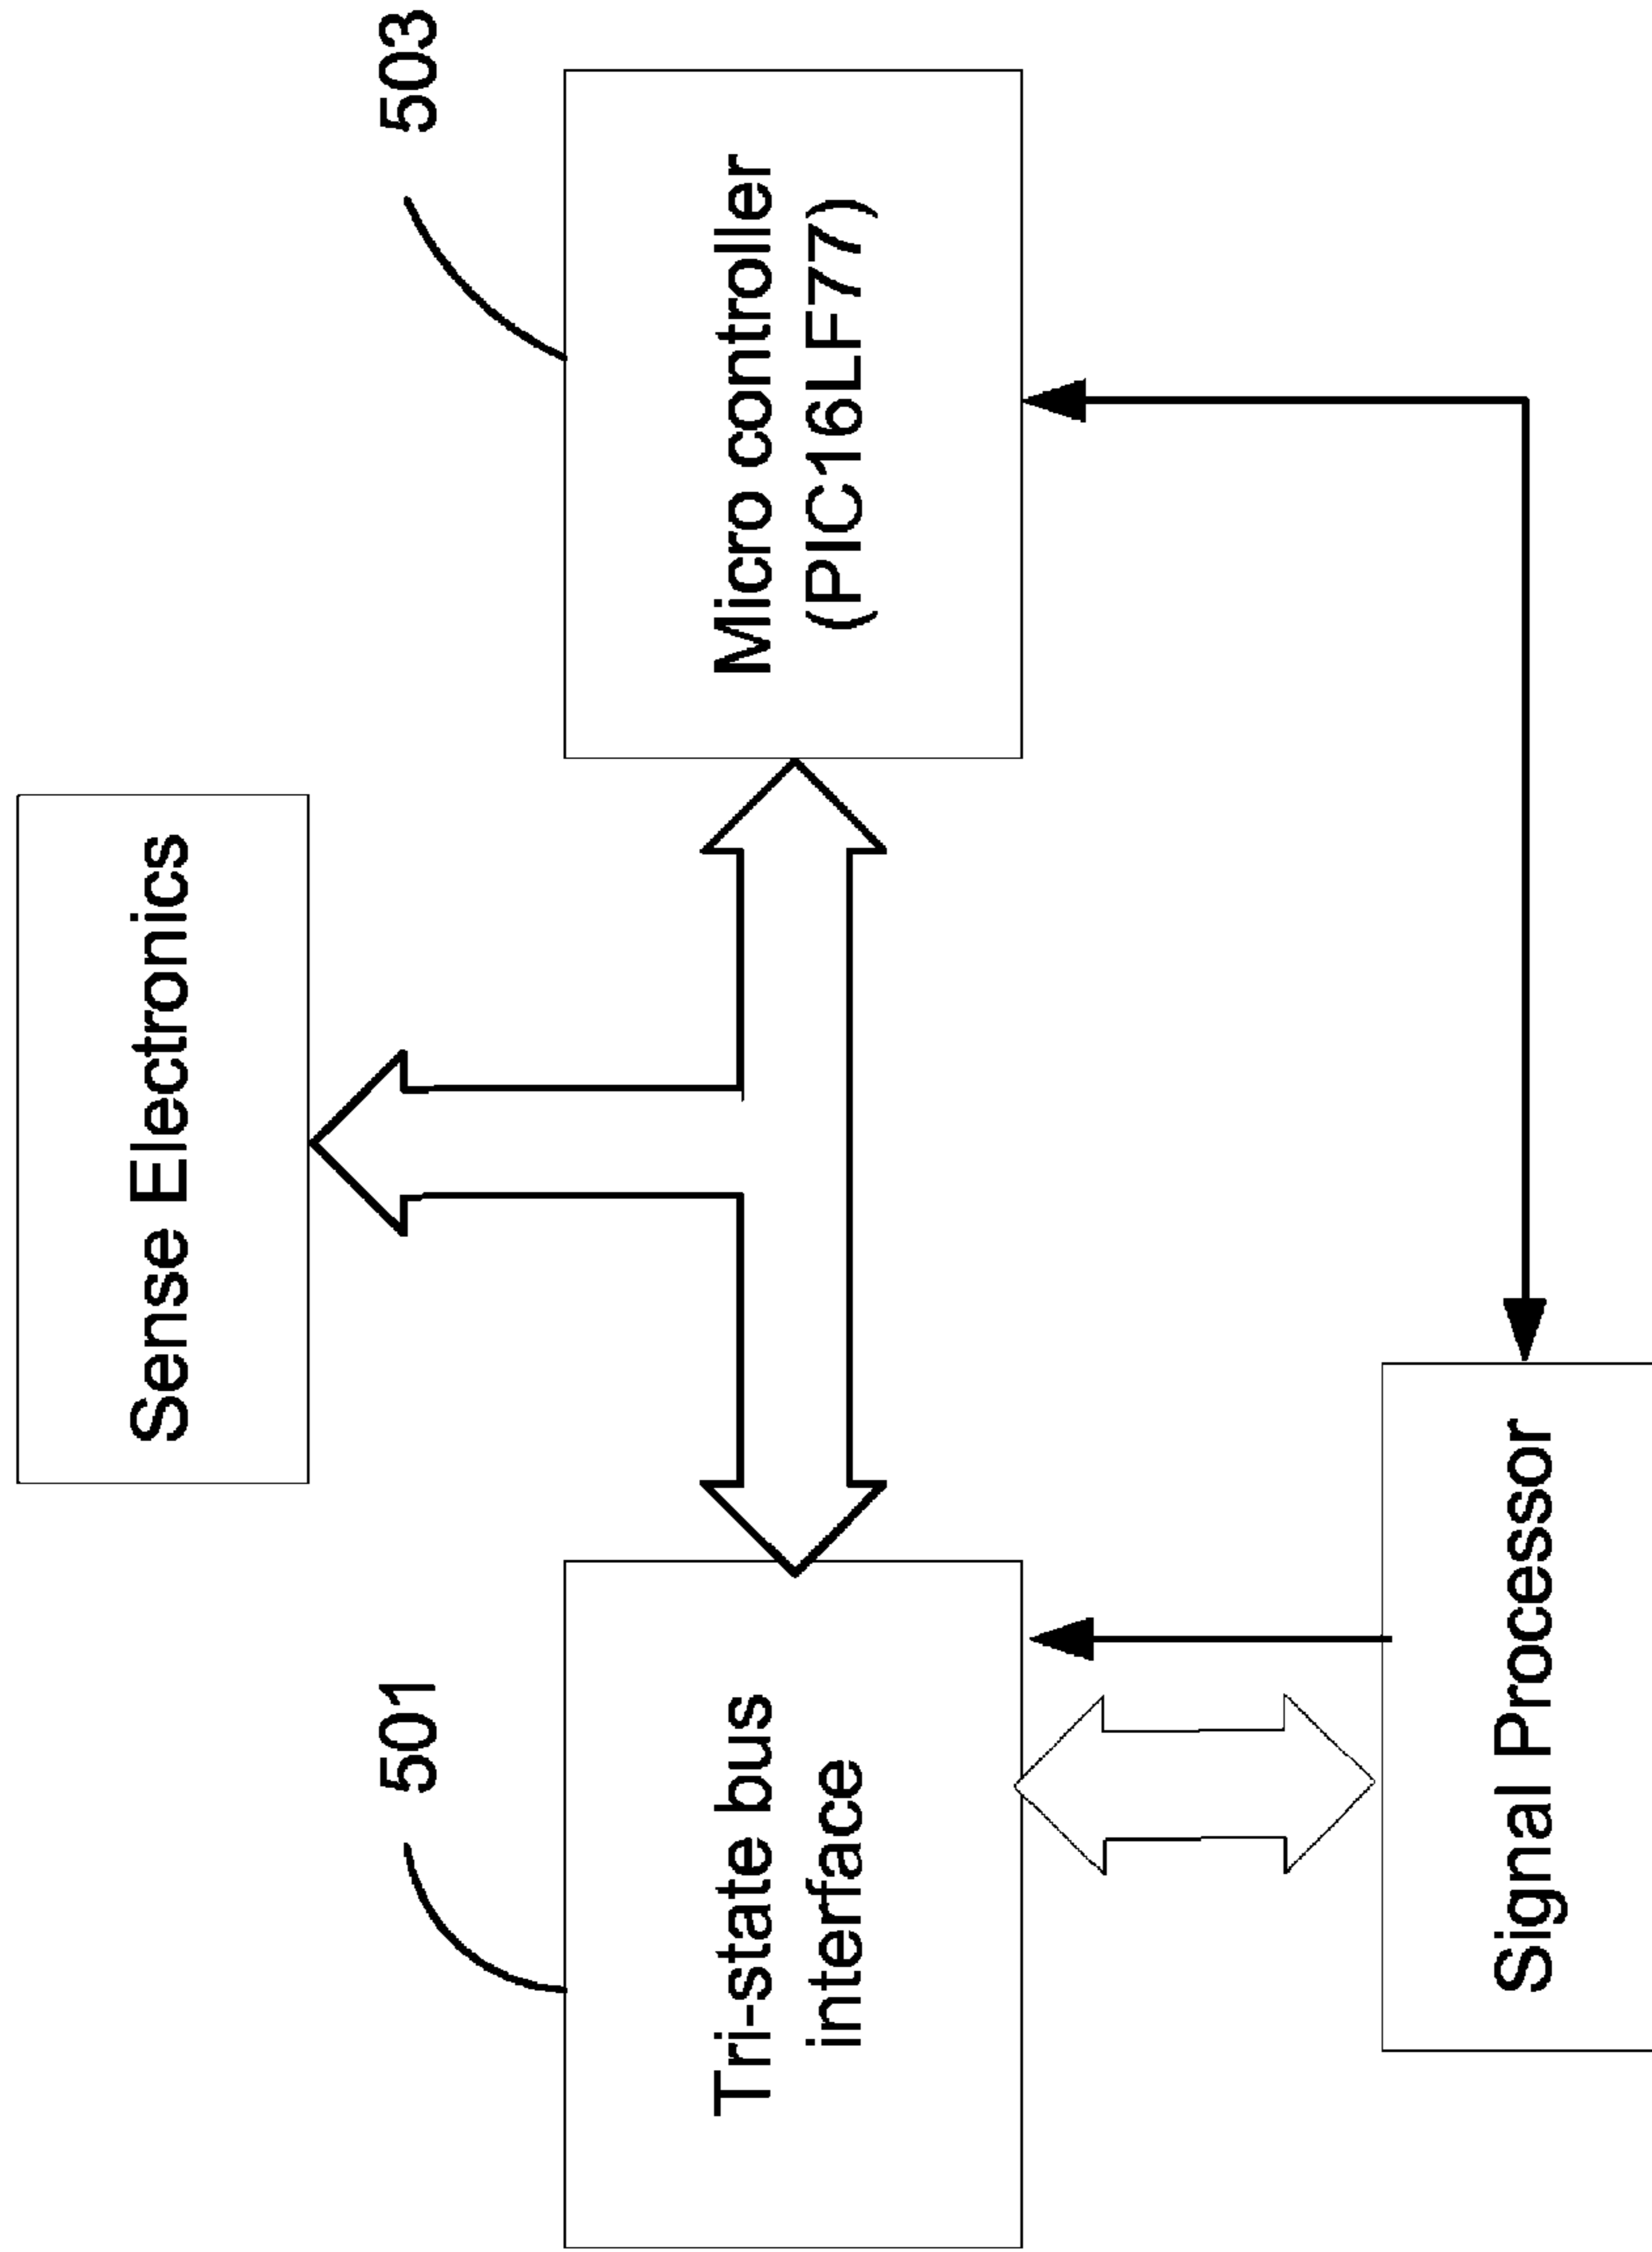 Sense Electronics
501
503
Tri-state bus
interface
Micro controller
(PIC16LF77)
Signal Processor